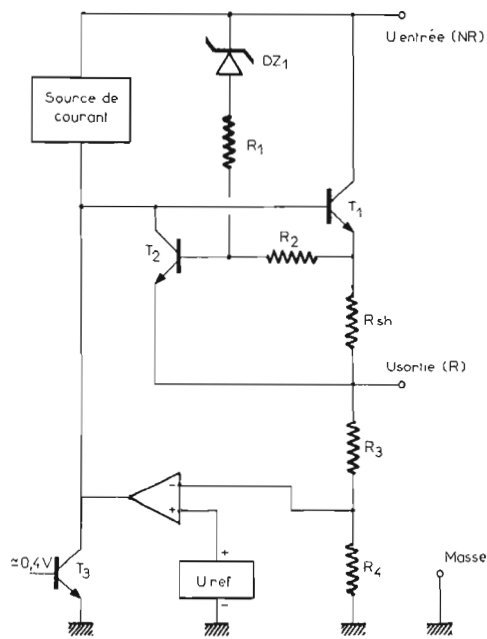 U entrée (NR)
DZ1
Source de
courant
R1
T1
T2
R2
Rsh
Usortie (R)
R3
-
+
≃0,4V
T3
+
U ref
-
R4
Masse